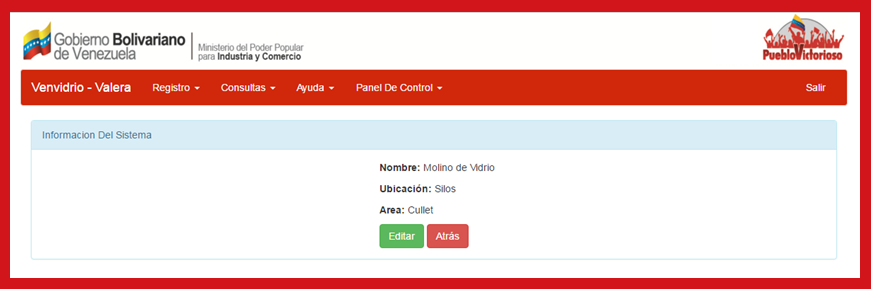 Gobierno Bolivariano
de Venezuela
Ministerio del Poder Popular
para Industria y Comercio
PuebloVictorioso
Venvidrio - Valera Registro Consultas Ayuda Panel De Control Salir
Informacion Del Sistema
Nombre: Molino de Vidrio
Ubicación: Silos
Area: Cullet
Editar Atrás